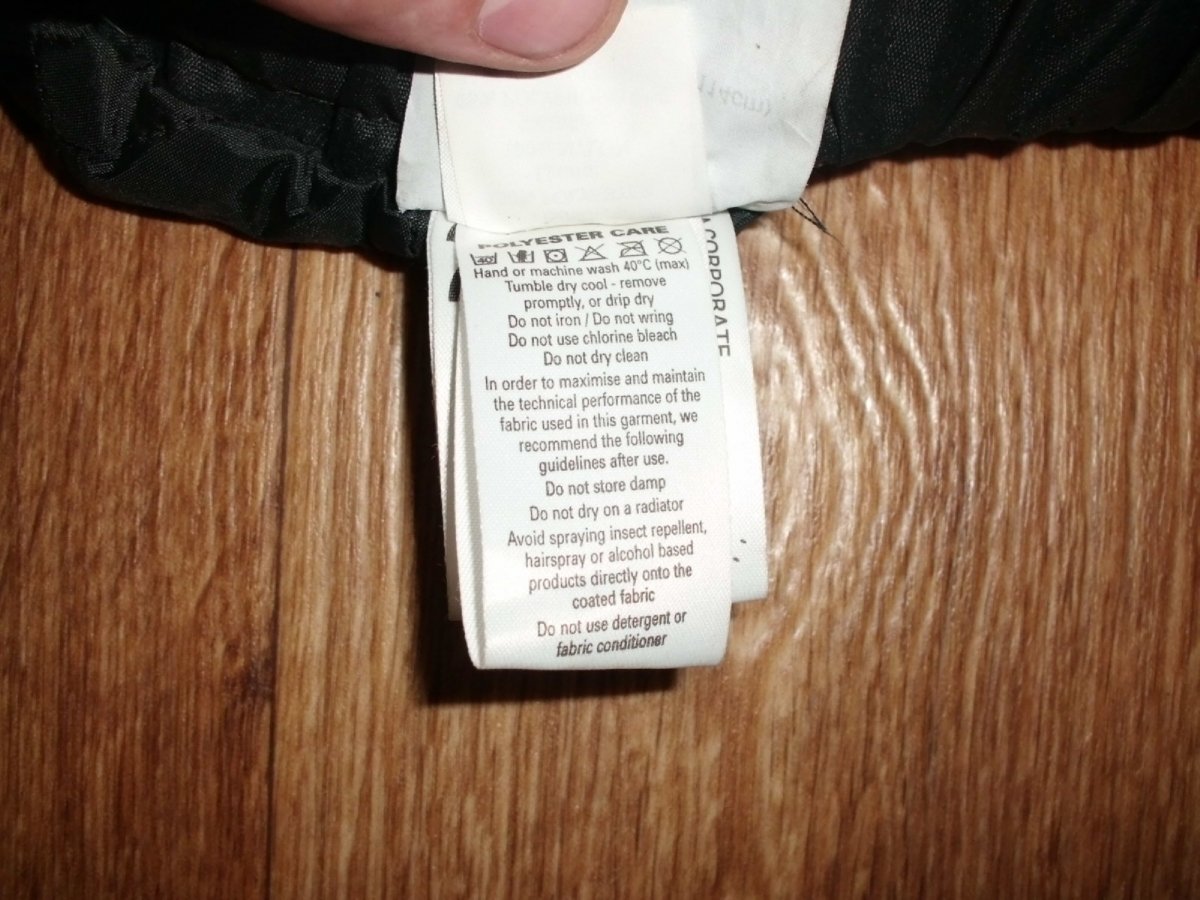 114cm)
POLYESTER CARE
40
Hand or machine wash 40°C (max)
Tumble dry cool - remove
promptly, or drip dry
Do not iron / Do not wring
Do not use chlorine bleach
Do not dry clean
In order to maximise and maintain
the technical performance of the
fabric used in this garment, we
recommend the following
guidelines after use.
Do not store damp
Do not dry on a radiator
Avoid spraying insect repellent,
hairspray or alcohol based
products directly onto the
coated fabric
Do not use detergent or
fabric conditioner
CORPORATE